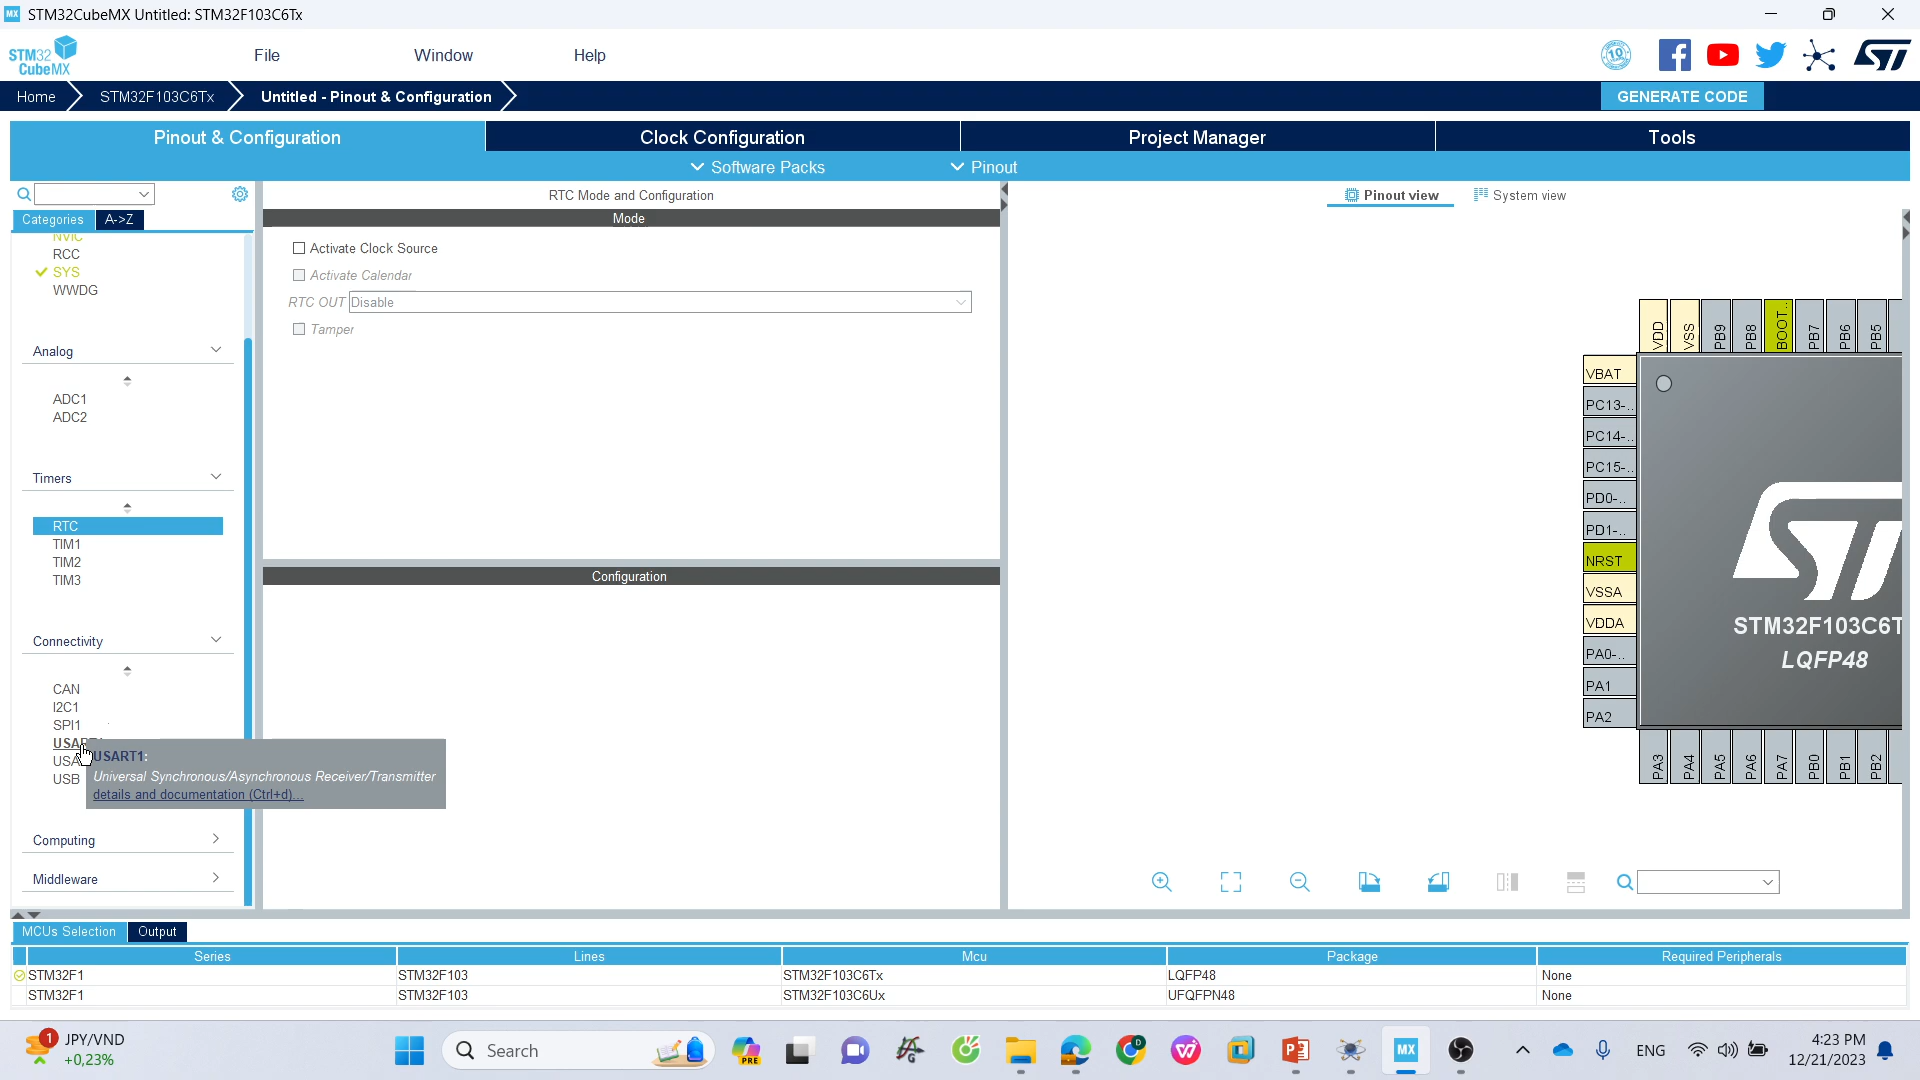 MX STM32CubeMX Untitled: STM32F103C6Tx
STM32 CubeMX
File Window Help
10
Home STM32F103C6Tx Untitled - Pinout & Configuration GENERATE CODE
Pinout & Configuration Clock Configuration Project Manager Tools
Software Packs Pinout
RTC Mode and Configuration
Pinout view System view
Categories A->Z
Mode
NVIC
RCC
SYS
WWDG
Activate Clock Source
Activate Calendar
RTC OUT Disable
Tamper
Analog
ADC1
ADC2
Timers
RTC
TIM1
TIM2
TIM3
Configuration
Connectivity
CAN
I2C1
SPI1
USB
USART1:
Universal Synchronous/Asynchronous Receiver/Transmitter
details and documentation (Ctrl+d)...
Computing
Middleware
VDD
VSS
PB9
PB8
BOOT..
PB7
PB6
PB5
VBAT
PC13-..
PC14-..
PC15-..
PD0-..
PD1-..
NRST
VSSA
VDDA
PA0-..
PA1
PA2
STM32F103C6T
LQFP48
PA3
PA4
PA5
PA6
PA7
PB0
PB1
PB2
MCUs Selection Output
Series Lines Mcu Package Required Peripherals
STM32F1 STM32F103 STM32F103C6Tx LQFP48 None
STM32F1 STM32F103 STM32F103C6Ux UFQFPN48 None
1 JPY/VND
+0,23%
Search
PRE
D
MX
ENG
4:23 PM
12/21/2023